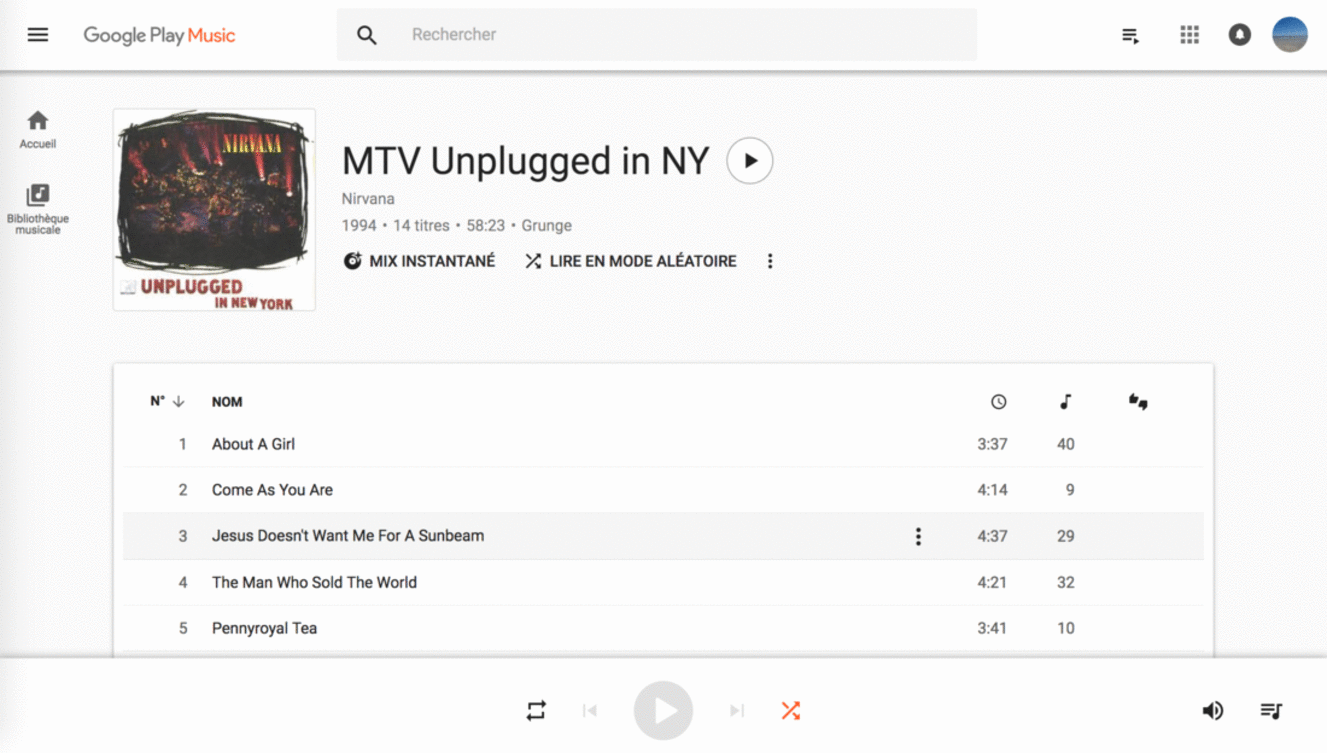 Google Play Music
Rechercher
Accueil
Bibliothèque
musicale
NIRVANA
UNPLUGGED
IN NEW YORK
MTV Unplugged in NY
Nirvana
1994 • 14 titres • 58:23 • Grunge
MIX INSTANTANÉ LIRE EN MODE ALÉATOIRE
N° NOM
1 About A Girl 3:37 40
2 Come As You Are 4:14 9
3 Jesus Doesn't Want Me For A Sunbeam 4:37 29
4 The Man Who Sold The World 4:21 32
5 Pennyroyal Tea 3:41 10